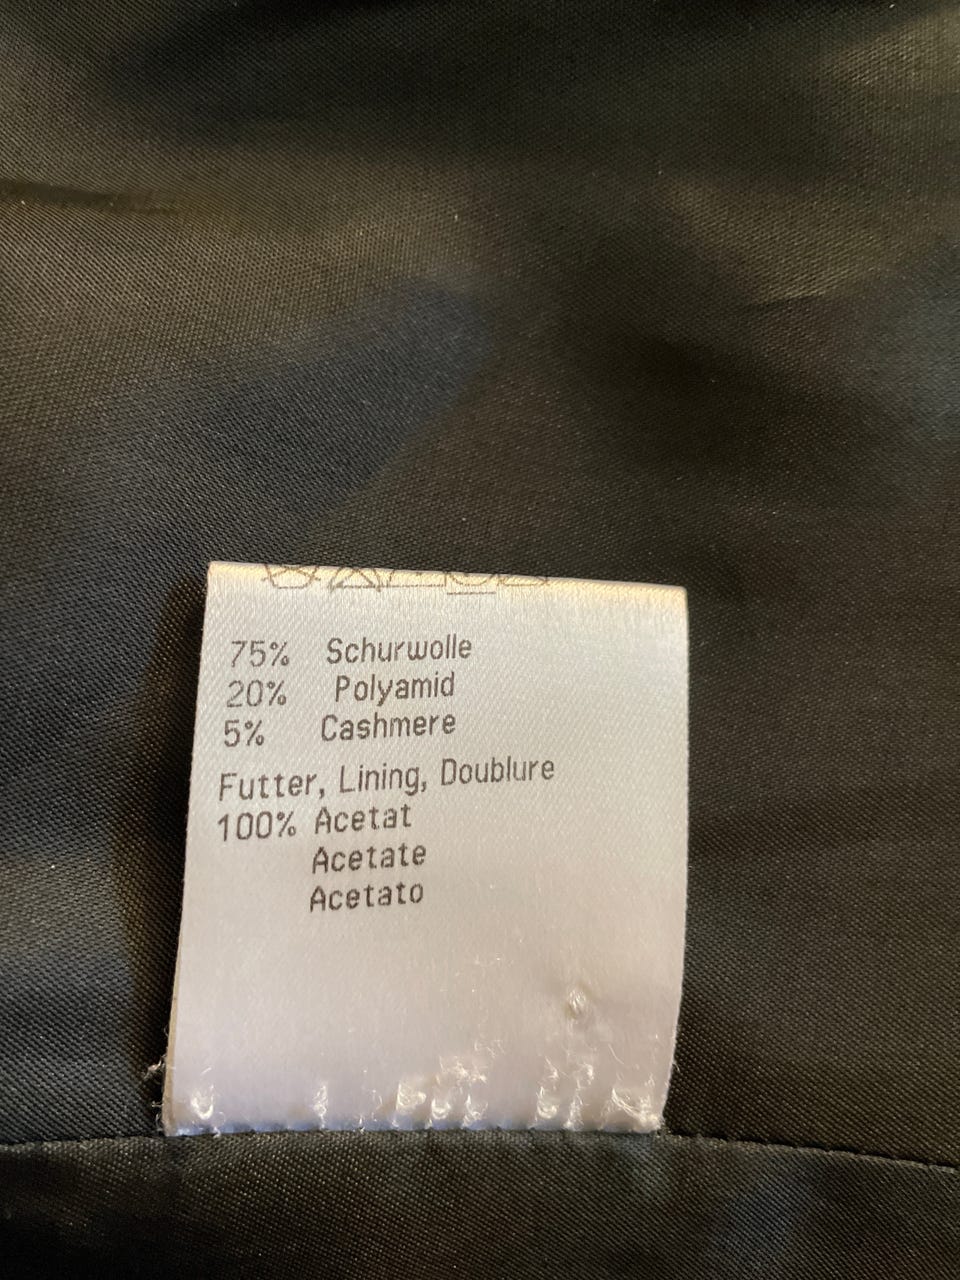 75% Schurwolle
20% Polyamid
5% Cashmere
Futter, Lining, Doublure
100% Acetat
Acetate
Acetato